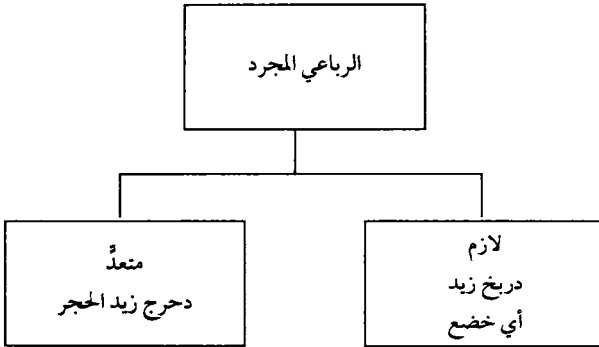 الرباعي المجرد
لازم
دربخ زيد
أي خضع
متعدٍّ
دحرج زيد الحجر